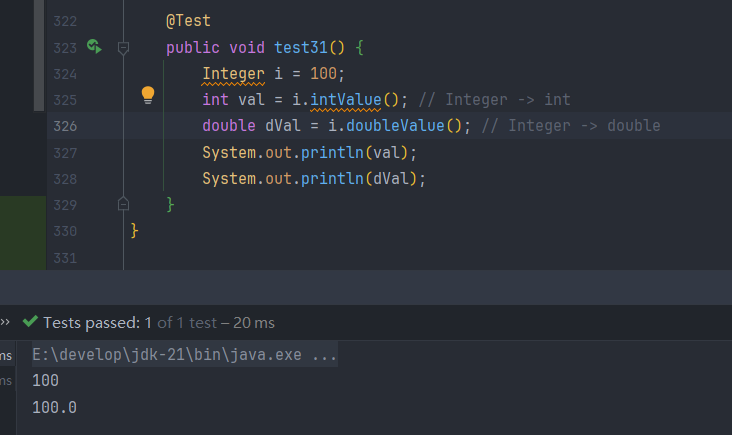 322 @Test
323 public void test31() {
324 Integer i = 100;
325 int val = i.intValue(); // Integer -> int
326 double dVal = i.doubleValue(); // Integer -> double
327 System.out.println(val);
328 System.out.println(dVal);
329 }
330 }
331
>> Tests passed: 1 of 1 test – 20 ms
ms E:\develop\jdk-21\bin\java.exe ...
ms 100
100.0